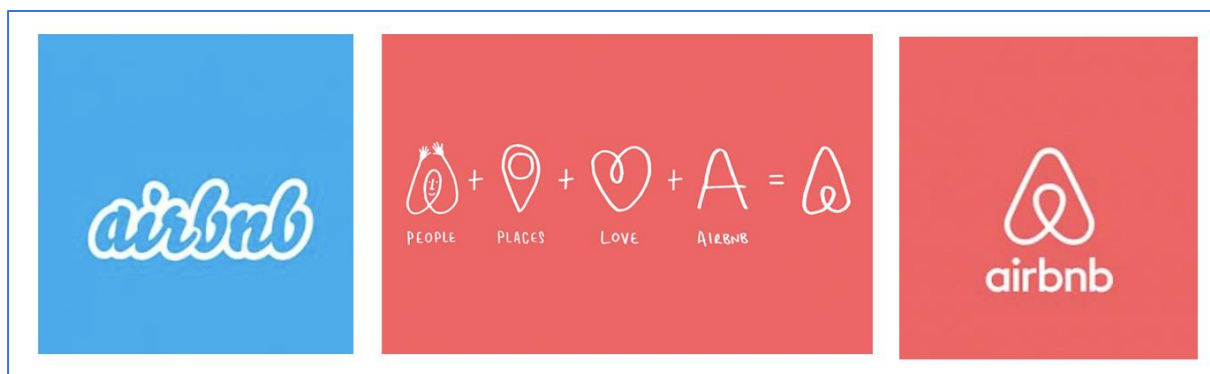 airbnb
+ + + =
PEOPLE PLACES LOVE AIRBNB
airbnb